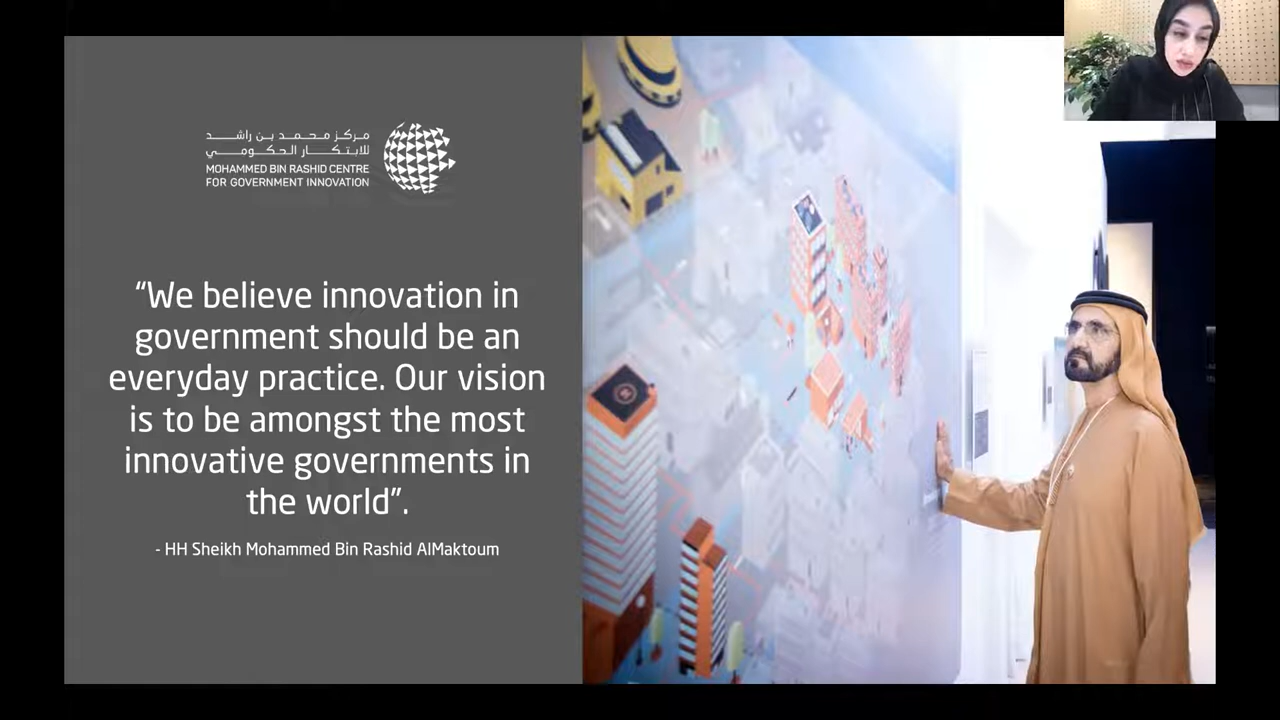 مركز محمد بن راشد
للابتكار الحكومي
MOHAMMED BIN RASHID CENTRE
FOR GOVERNMENT INNOVATION
“We believe innovation in
government should be an
everyday practice. Our vision
is to be amongst the most
innovative governments in
the world”.
- HH Sheikh Mohammed Bin Rashid AlMaktoum